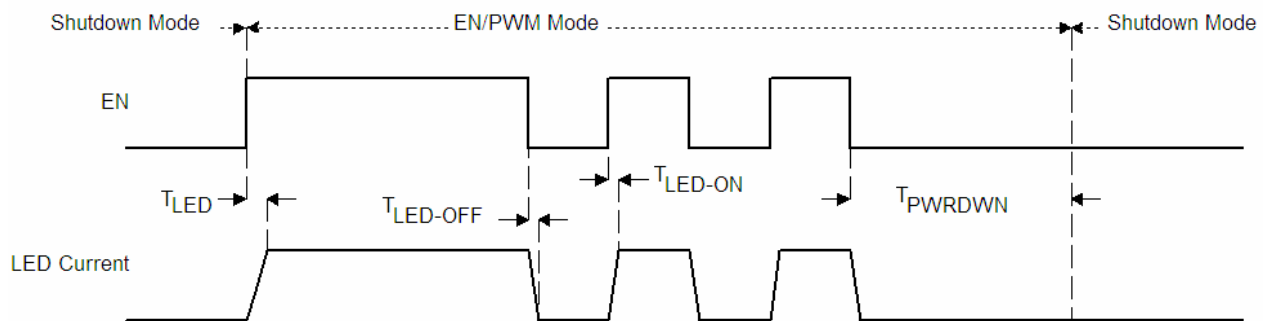 Shutdown Mode
EN/PWM Mode
Shutdown Mode
EN
TLED
TLED-OFF
TLED-ON
TPWRDWN
LED Current